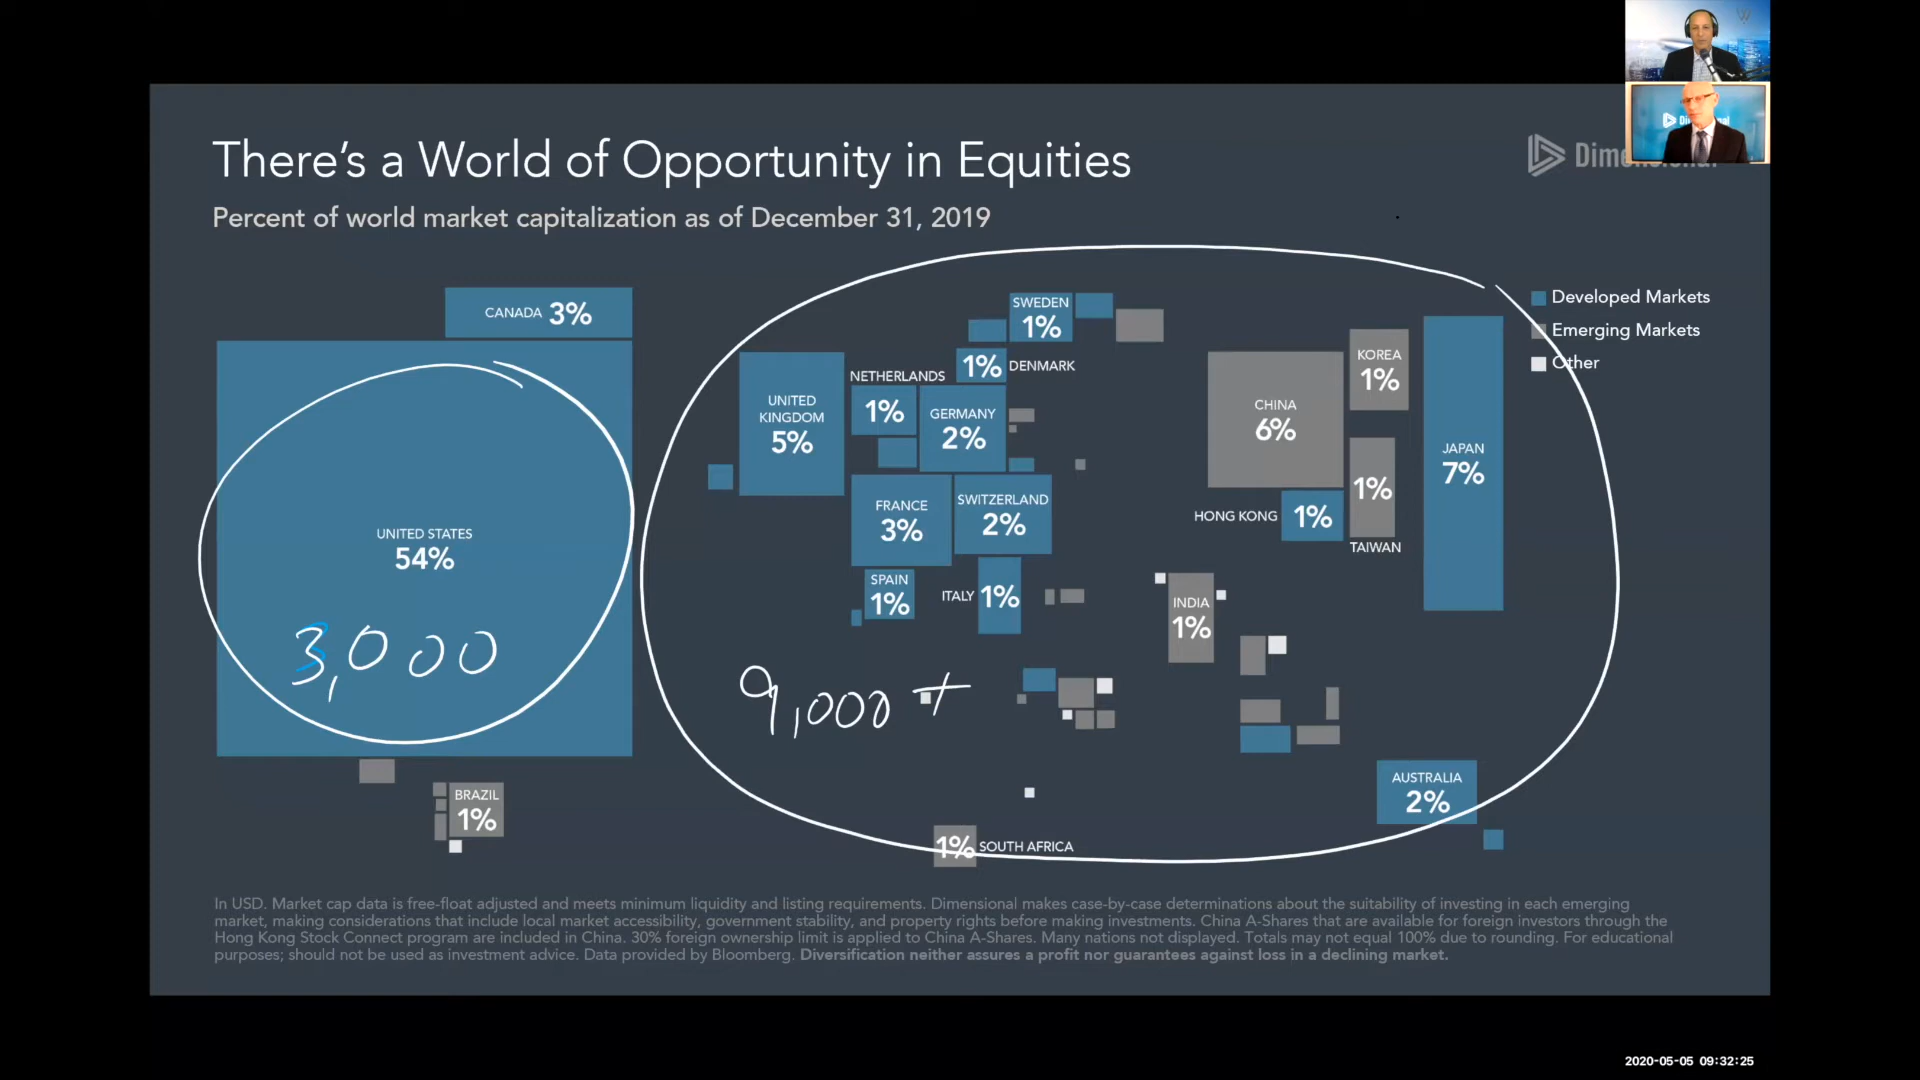 There's a World of Opportunity in Equities
Percent of world market capitalization as of December 31, 2019
Dimensional
Developed Markets
Emerging Markets
Other
CANADA 3%
UNITED STATES
54%
3,000
BRAZIL
1%
SWEDEN
1%
1% DENMARK
NETHERLANDS
1%
GERMANY
2%
UNITED
KINGDOM
5%
FRANCE
3%
SWITZERLAND
2%
SPAIN
1%
ITALY 1%
9,000 +
1% SOUTH AFRICA
CHINA
6%
KOREA
1%
JAPAN
7%
HONG KONG 1%
1%
TAIWAN
INDIA
1%
AUSTRALIA
2%
In USD. Market cap data is free-float adjusted and meets minimum liquidity and listing requirements. Dimensional makes case-by-case determinations about the suitability of investing in each emerging
market, making considerations that include local market accessibility, government stability, and property rights before making investments. China A-Shares that are available for foreign investors through the
Hong Kong Stock Connect program are included in China. 30% foreign ownership limit is applied to China A-Shares. Many nations not displayed. Totals may not equal 100% due to rounding. For educational
purposes; should not be used as investment advice. Data provided by Bloomberg. Diversification neither assures a profit nor guarantees against loss in a declining market.
2020-05-05 09:32:25